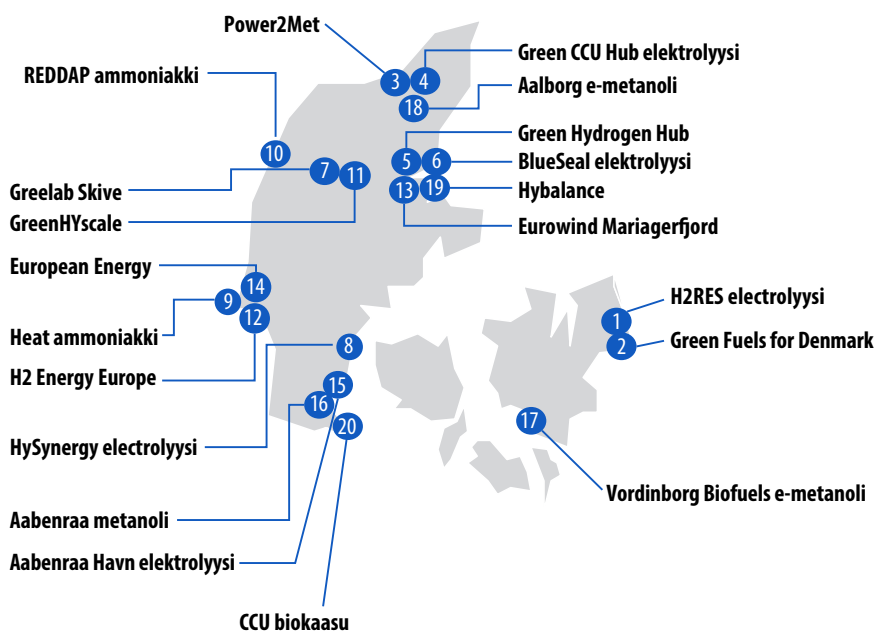 Power2Met
Green CCU Hub elektrolyysi
REDDAP ammoniakki
3
4
Aalborg e-metanoli
18
Green Hydrogen Hub
10
5
6
BlueSeal elektrolyysi
7
11
Greelab Skive
13
19
Hybalance
GreenHYscale
Eurowind Mariagerfjord
European Energy
14
H2RES electrolyysi
9
12
1
Heat ammoniakki
8
2
Green Fuels for Denmark
H2 Energy Europe
15
16
17
20
HySynergy electrolyysi
Vordinborg Biofuels e-metanoli
Aabenraa metanoli
Aabenraa Havn elektrolyysi
CCU biokaasu